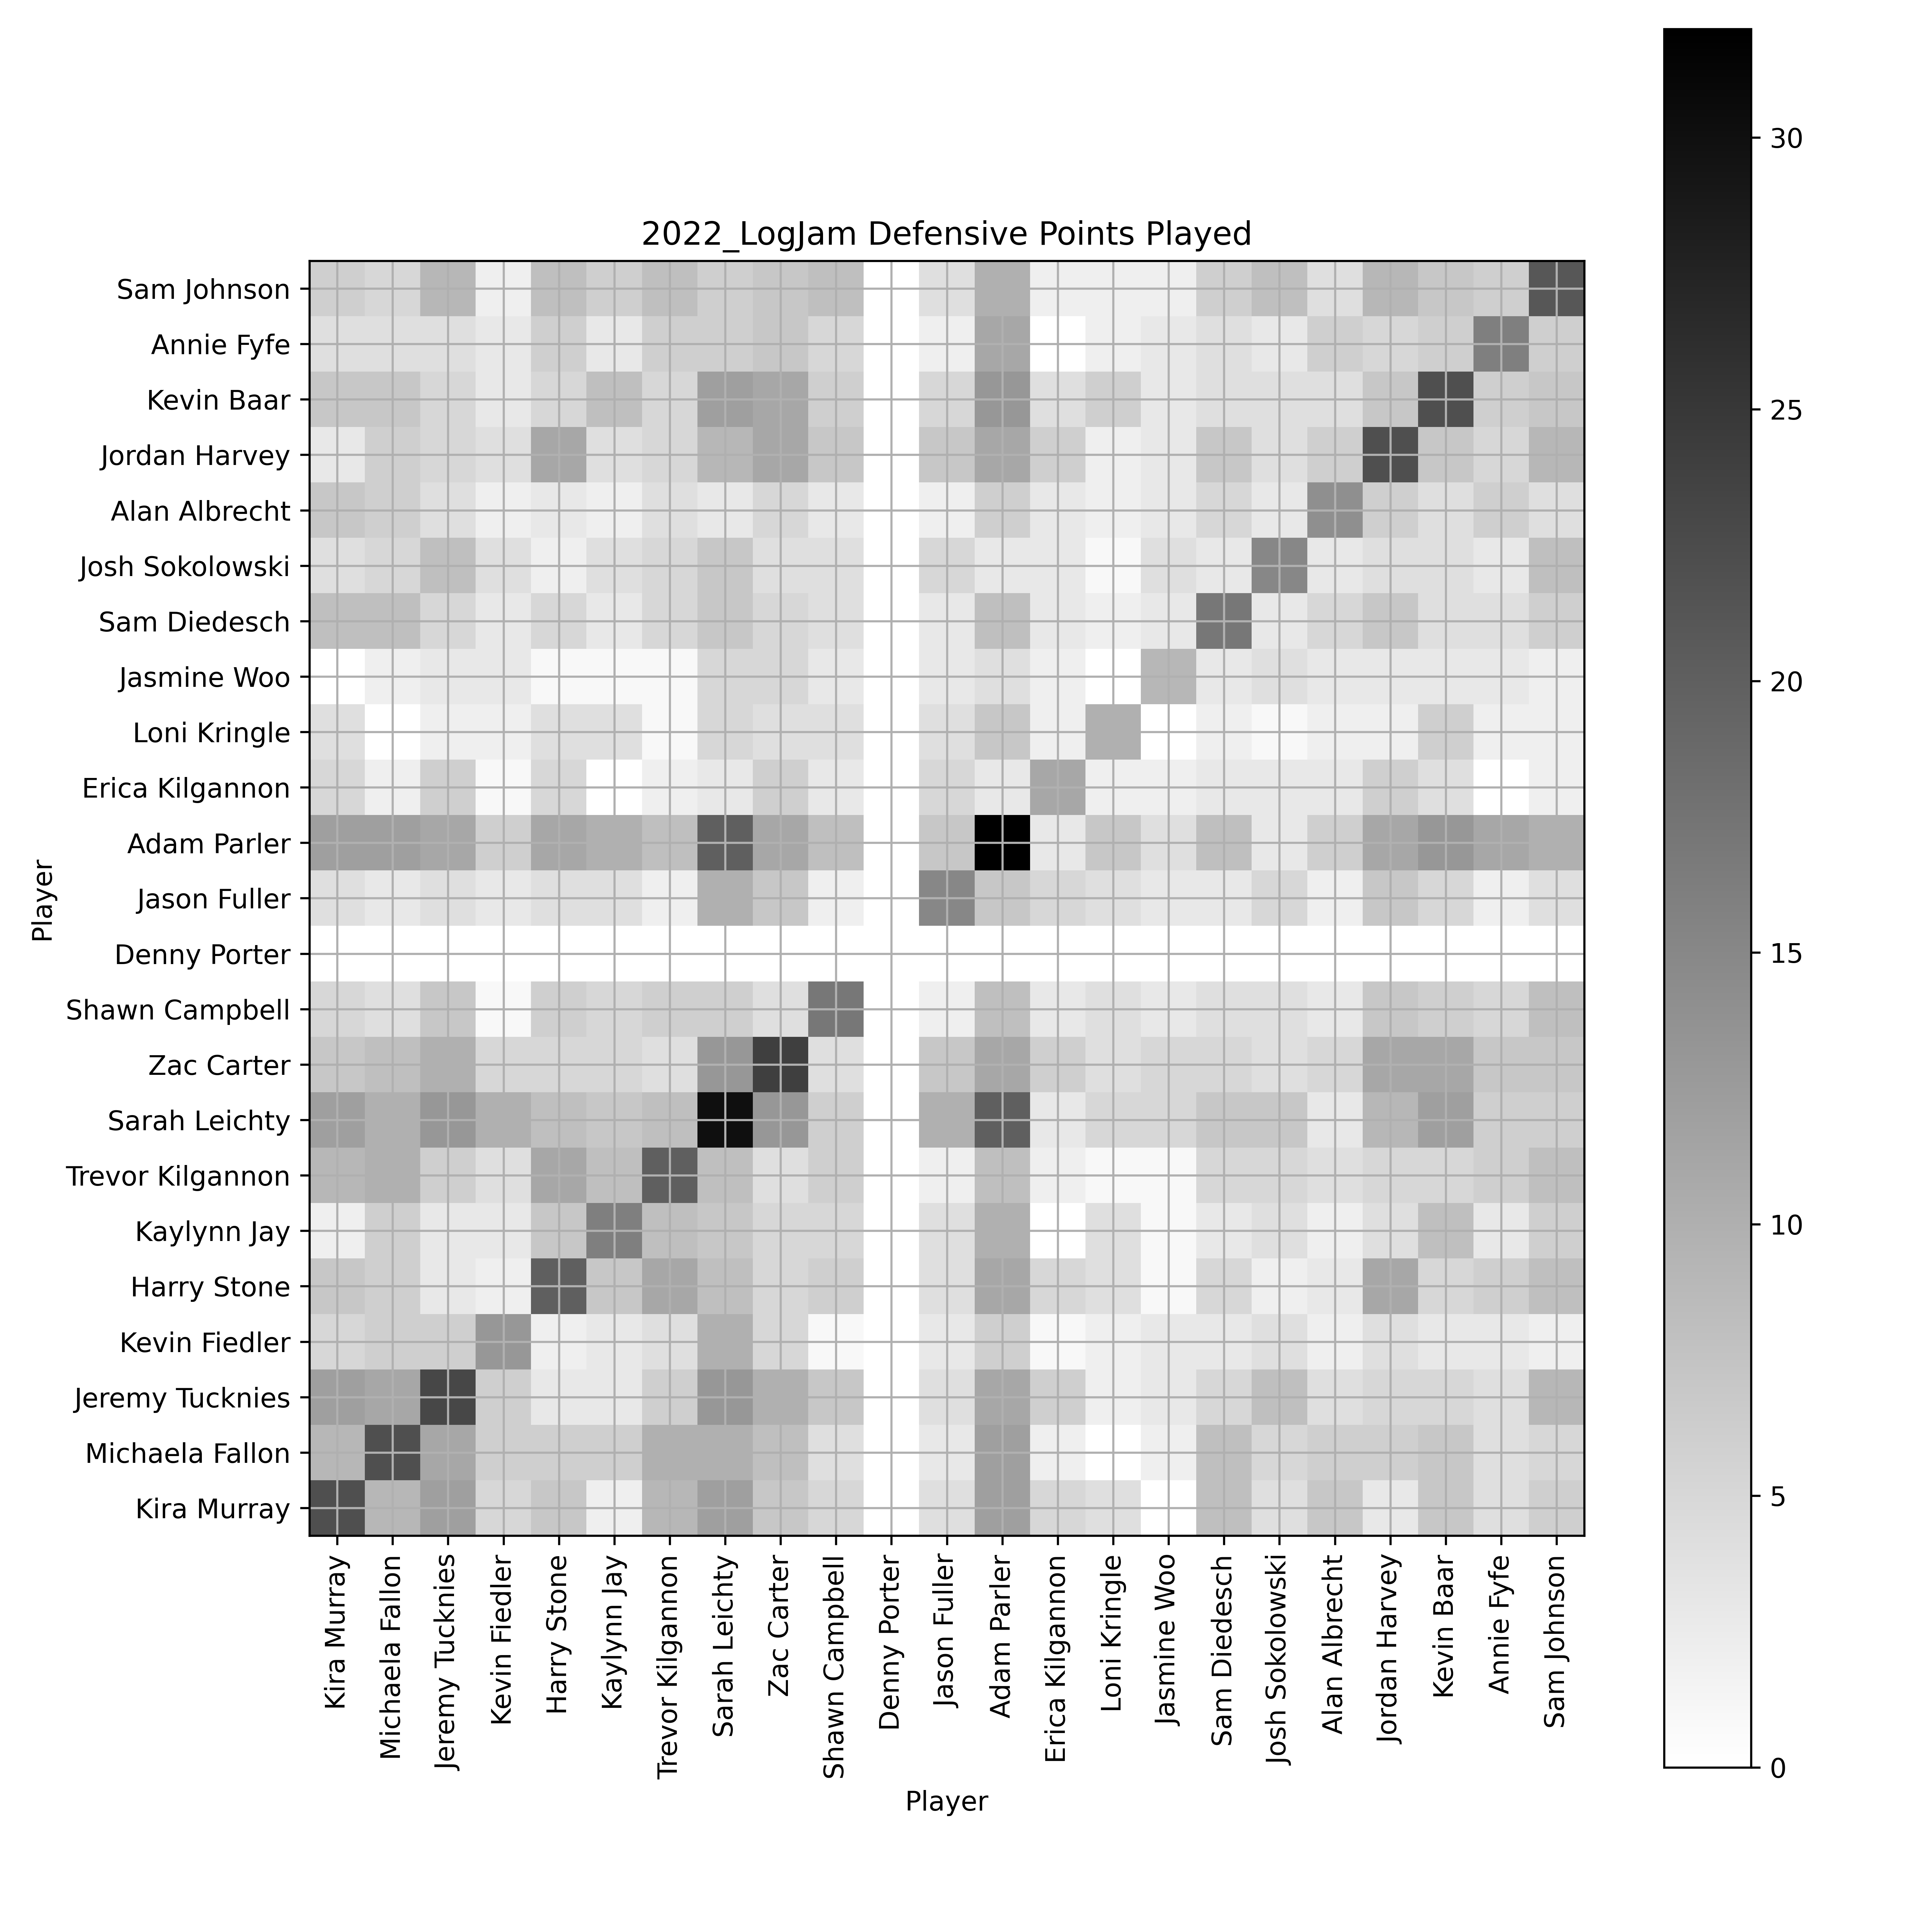 2022_LogJam Defensive Points Played
Player
Sam Johnson
Annie Fyfe
Kevin Baar
Jordan Harvey
Alan Albrecht
Josh Sokolowski
Sam Diedesch
Jasmine Woo
Loni Kringle
Erica Kilgannon
Adam Parler
Jason Fuller
Denny Porter
Shawn Campbell
Zac Carter
Sarah Leichty
Trevor Kilgannon
Kaylynn Jay
Harry Stone
Kevin Fiedler
Jeremy Tucknies
Michaela Fallon
Kira Murray
Kira Murray
Michaela Fallon
Jeremy Tucknies
Kevin Fiedler
Harry Stone
Kaylynn Jay
Trevor Kilgannon
Sarah Leichty
Zac Carter
Shawn Campbell
Denny Porter
Jason Fuller
Adam Parler
Erica Kilgannon
Loni Kringle
Jasmine Woo
Sam Diedesch
Josh Sokolowski
Alan Albrecht
Jordan Harvey
Kevin Baar
Annie Fyfe
Sam Johnson
Player
30
25
20
15
10
5
0